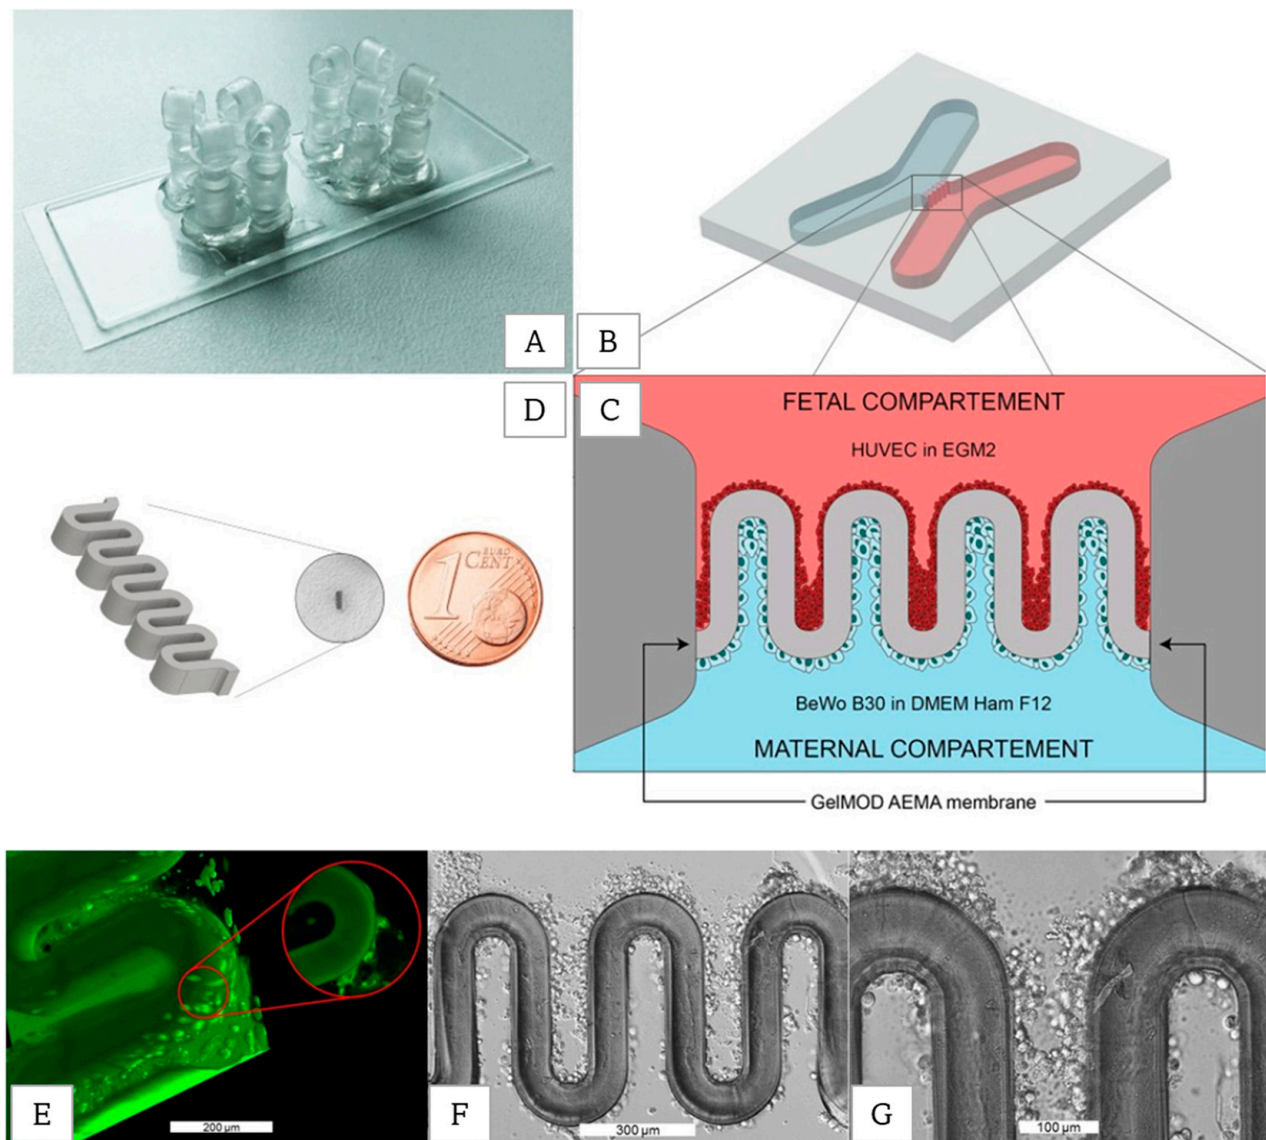 A
B
D
C
FETAL COMPARTEMENT
HUVEC in EGM2
1
EURO
CENT
BeWo B30 in DMEM Ham F12
MATERNAL COMPARTEMENT
GelMOD AEMA membrane
E
200 µm
F
300 µm
G
100 µm